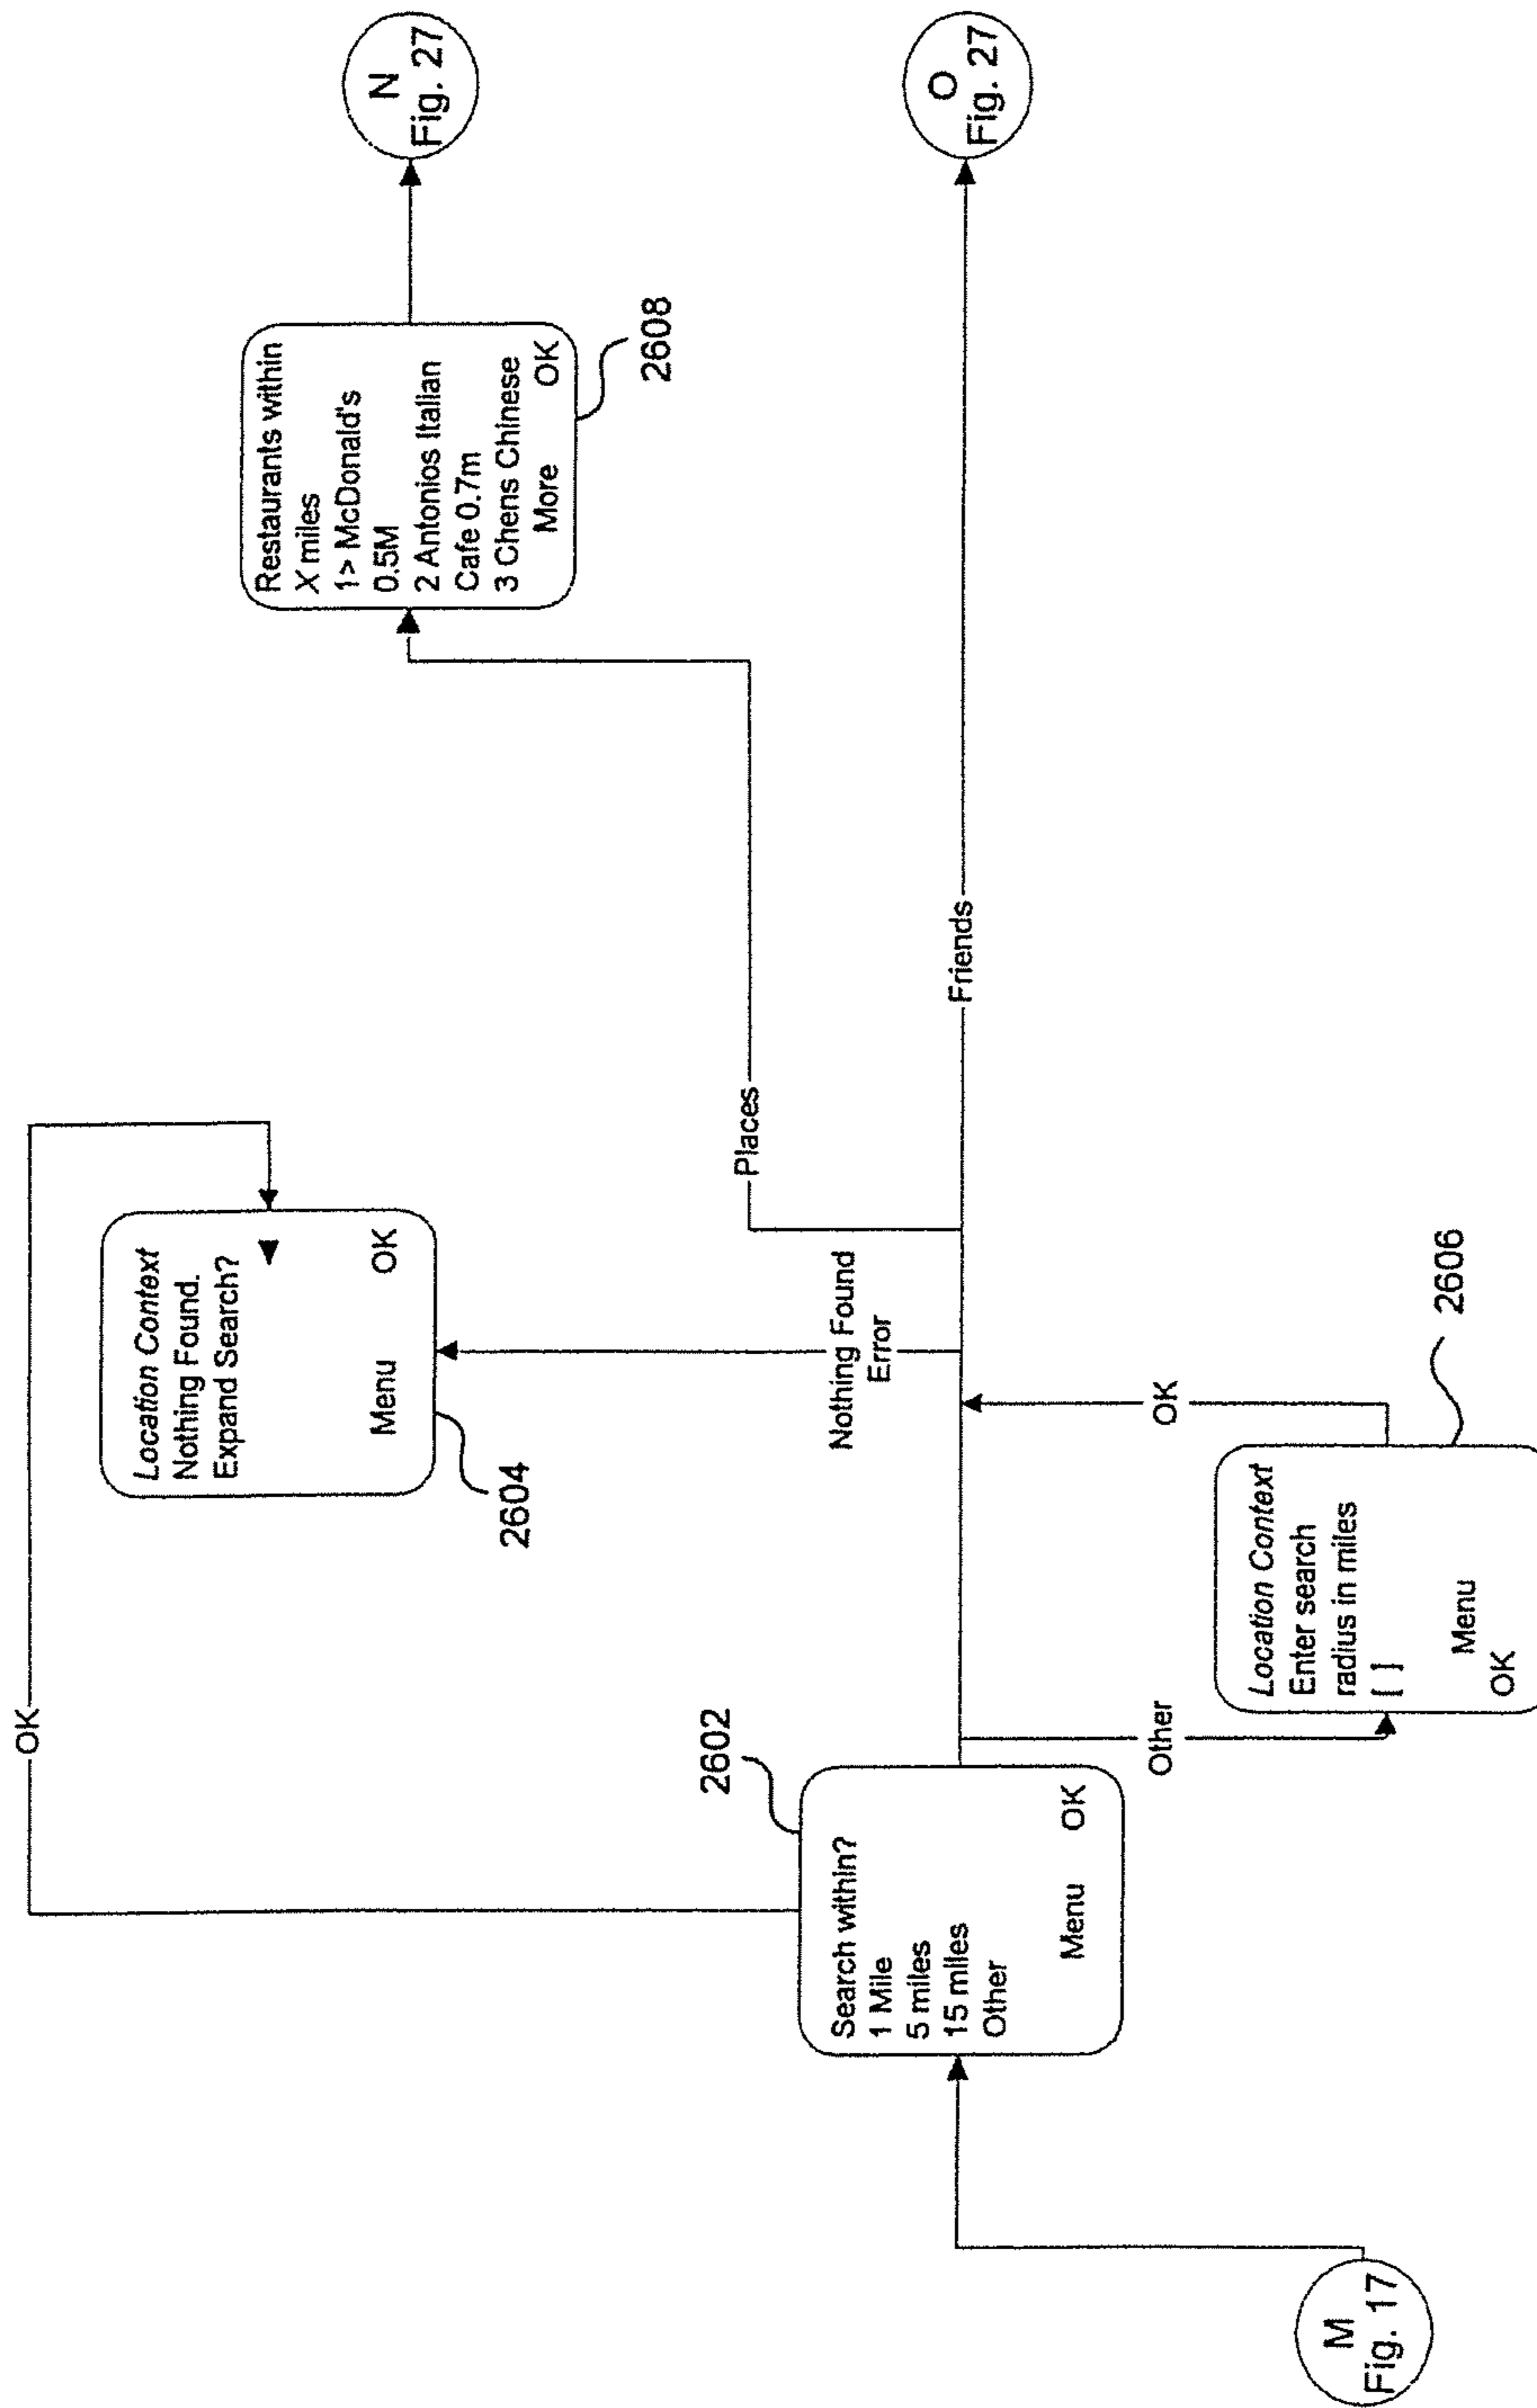 OK
Location Context
Nothing Found.
Expand Search?
Menu OK
2604
Restaurants within
X miles
1> McDonald's
0.5M
2 Antonios Italian
Cafe 0.7m
3 Chens Chinese
More OK
2608
N
Fig. 27
2602
Search within?
1 Mile
5 miles
15 miles
Other
Menu OK
Nothing Found
Error
Places
Friends
O
Fig. 27
Other
OK
Location Context
Enter search
radius in miles
[ ]
Menu
OK
2606
M
Fig. 17